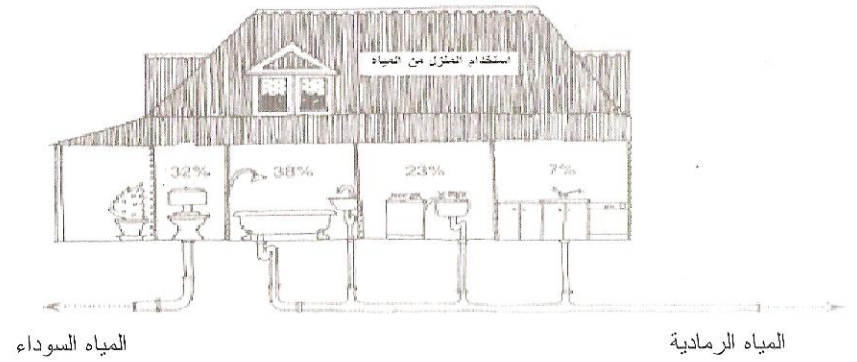 استخدام المنزل من المياه
32% 38% 23% 7%
المياه السوداء
المياه الرمادية